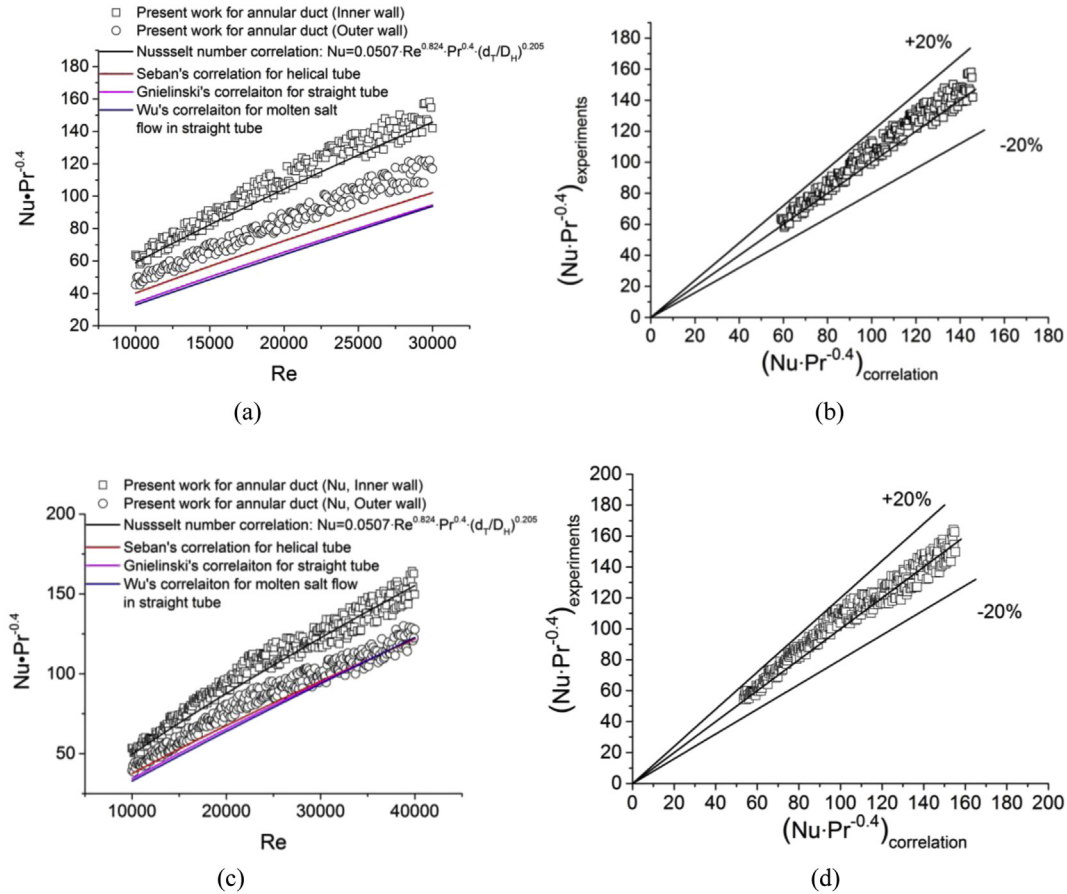 Present work for annular duct (Inner wall)
Present work for annular duct (Outer wall)
Nussselt number correlation: Nu=0.0507·Re^0.824·Pr^0.4·(d_T/D_H)^0.205
Seban's correlation for helical tube
Gnielinski's correlaiton for straight tube
Wu's correlaiton for molten salt
flow in straight tube
180
160
140
120
100
80
60
40
20
Nu•Pr^-0.4
10000 15000 20000 25000 30000
Re
(a)
180
160
140
120
100
80
60
40
20
0
(Nu·Pr^-0.4)experiments
+20%
-20%
0 20 40 60 80 100 120 140 160 180
(Nu·Pr^-0.4)correlation
(b)
Present work for annular duct (Nu, Inner wall)
Present work for annular duct (Nu, Outer wall)
Nussselt number correlation: Nu=0.0507·Re^0.824·Pr^0.4·(d_T/D_H)^0.205
Seban's correlation for helical tube
Gnielinski's correlaiton for straight tube
Wu's correlaiton for molten salt flow
in straight tube
200
150
100
50
Nu•Pr^-0.4
10000 20000 30000 40000
Re
(c)
200
180
160
140
120
100
80
60
40
20
0
(Nu·Pr^-0.4)experiments
+20%
-20%
0 20 40 60 80 100 120 140 160 180 200
(Nu·Pr^-0.4)correlation
(d)